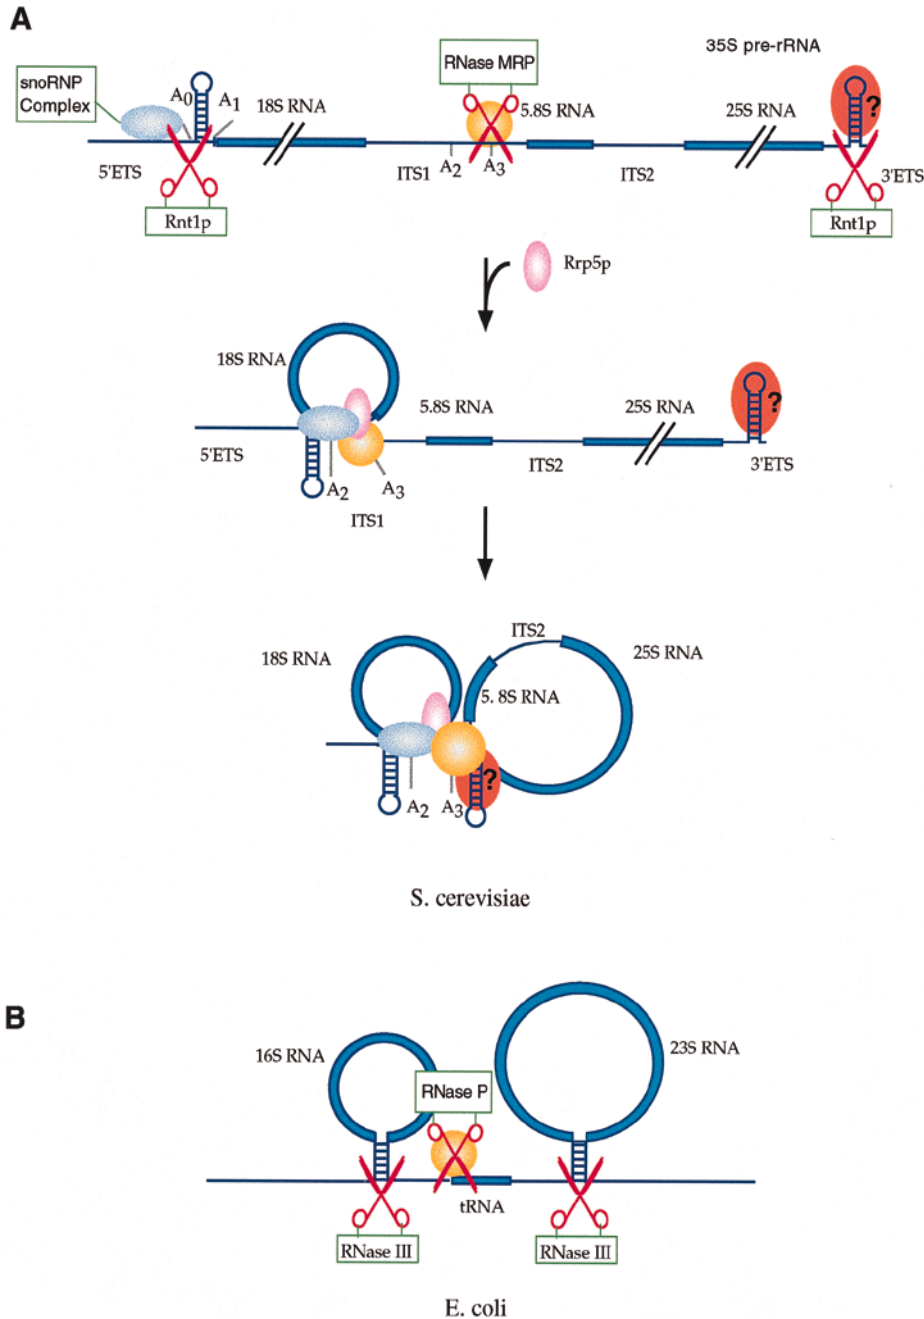 A
35S pre-rRNA
snoRNP
Complex
RNase MRP
A0
A1
18S RNA
5.8S RNA
25S RNA
?
5'ETS
ITS1
A2
A3
ITS2
3'ETS
Rnt1p
Rnt1p
Rrp5p
18S RNA
5.8S RNA
25S RNA
?
5'ETS
ITS2
3'ETS
A2
A3
ITS1
ITS2
18S RNA
25S RNA
5. 8S RNA
?
A2
A3
S. cerevisiae
B
16S RNA
23S RNA
RNase P
tRNA
RNase III
RNase III
E. coli